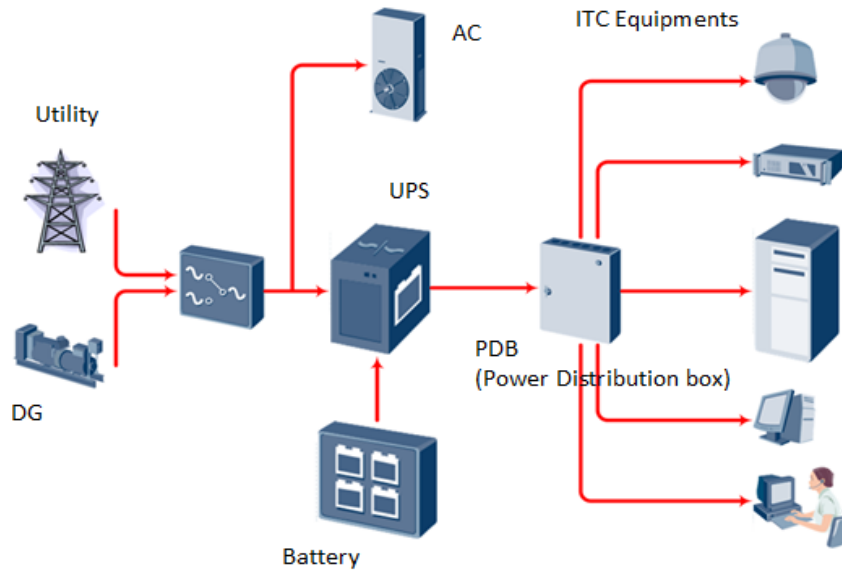 AC
ITC Equipments
Utility
UPS
PDB
(Power Distribution box)
DG
Battery